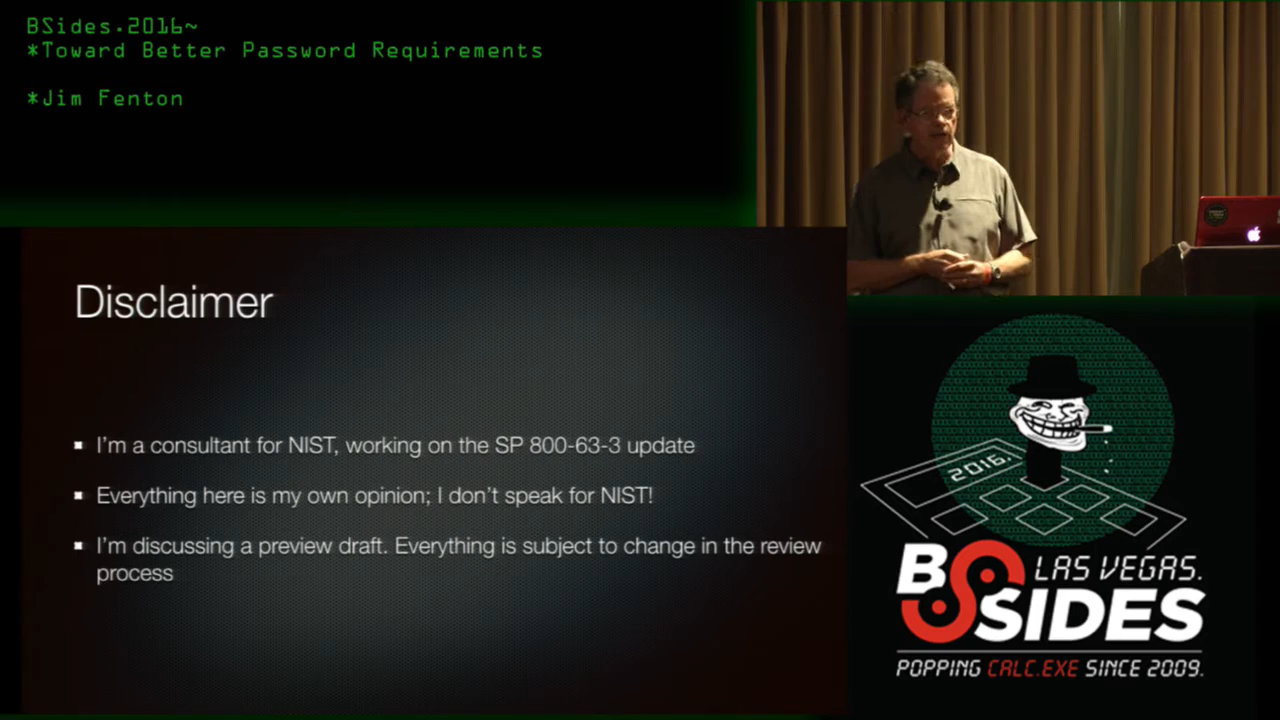 BSides.2016~
*Toward Better Password Requirements
*Jim Fenton
Disclaimer
I'm a consultant for NIST, working on the SP 800-63-3 update
Everything here is my own opinion; I don't speak for NIST!
I'm discussing a preview draft. Everything is subject to change in the review
process
2016.
BSIDES
LAS VEGAS.
POPPING CALC.EXE SINCE 2009.